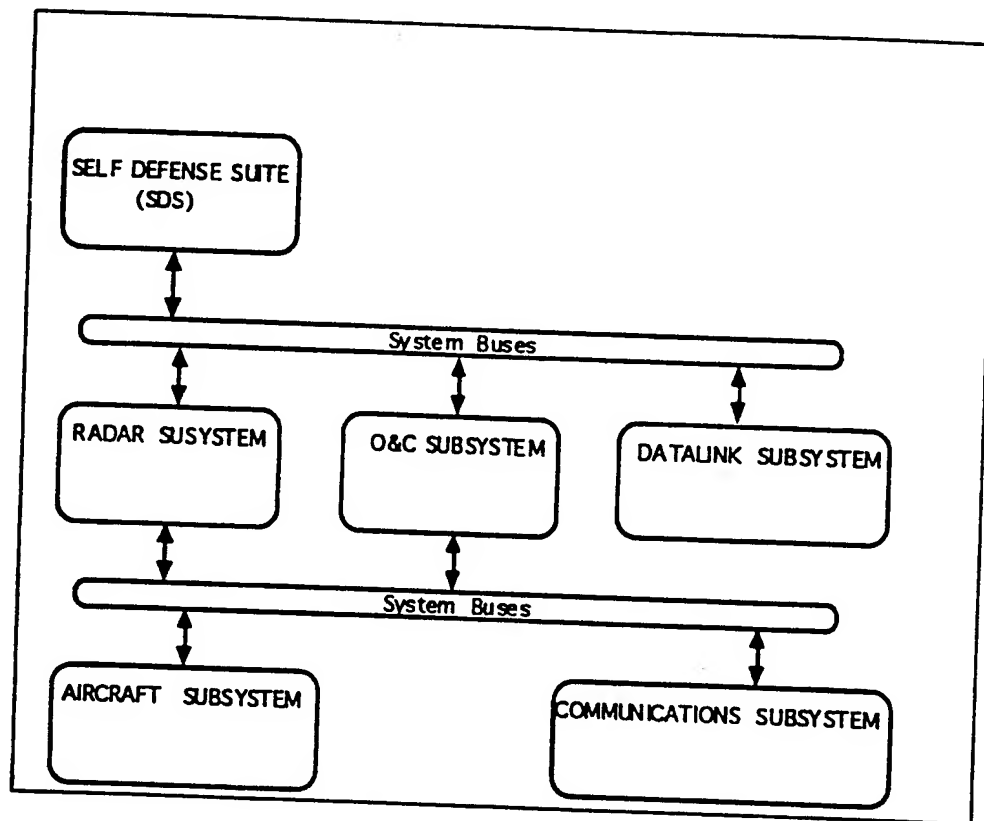 SELF DEFENSE SUITE
(SDS)
System Buses
RADAR SUSYSTEM
O&C SUBSYSTEM
DATALINK SUBSYSTEM
System Buses
AIRCRAFT SUBSYSTEM
COMMUNICATIONS SUBSYSTEM